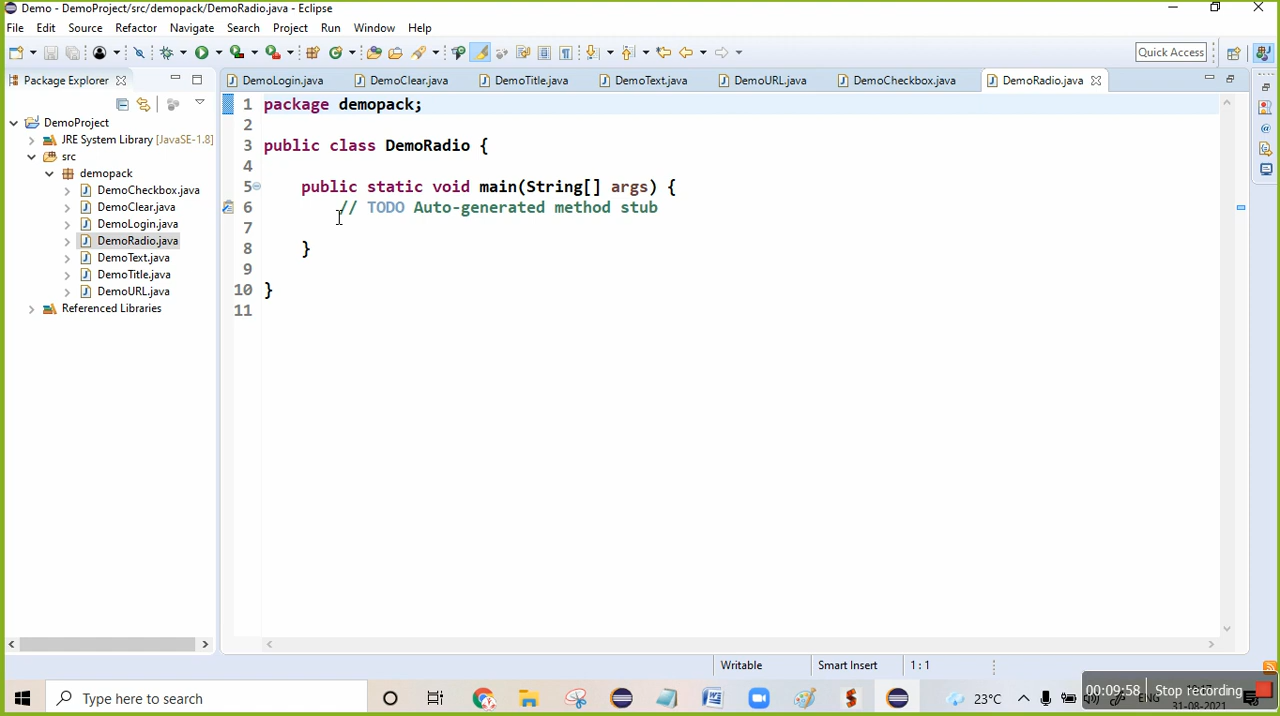 Demo - DemoProject/src/demopack/DemoRadio.java - Eclipse
File Edit Source Refactor Navigate Search Project Run Window Help
Quick Access
Package Explorer
DemoLogin.java DemoClear.java DemoTitle.java DemoText.java DemoURL.java DemoCheckbox.java DemoRadio.java
DemoProject
JRE System Library [JavaSE-1.8]
src
demopack
DemoCheckbox.java
DemoClear.java
DemoLogin.java
DemoRadio.java
DemoText.java
DemoTitle.java
DemoURL.java
Referenced Libraries
1 package demopack;
2
3 public class DemoRadio {
4
5 public static void main(String[] args) {
6 // TODO Auto-generated method stub
7
8 }
9
10 }
11
Writable Smart Insert 1 : 1
Type here to search
23°C
ENG
31-08-2021
00:09:58 Stop recording